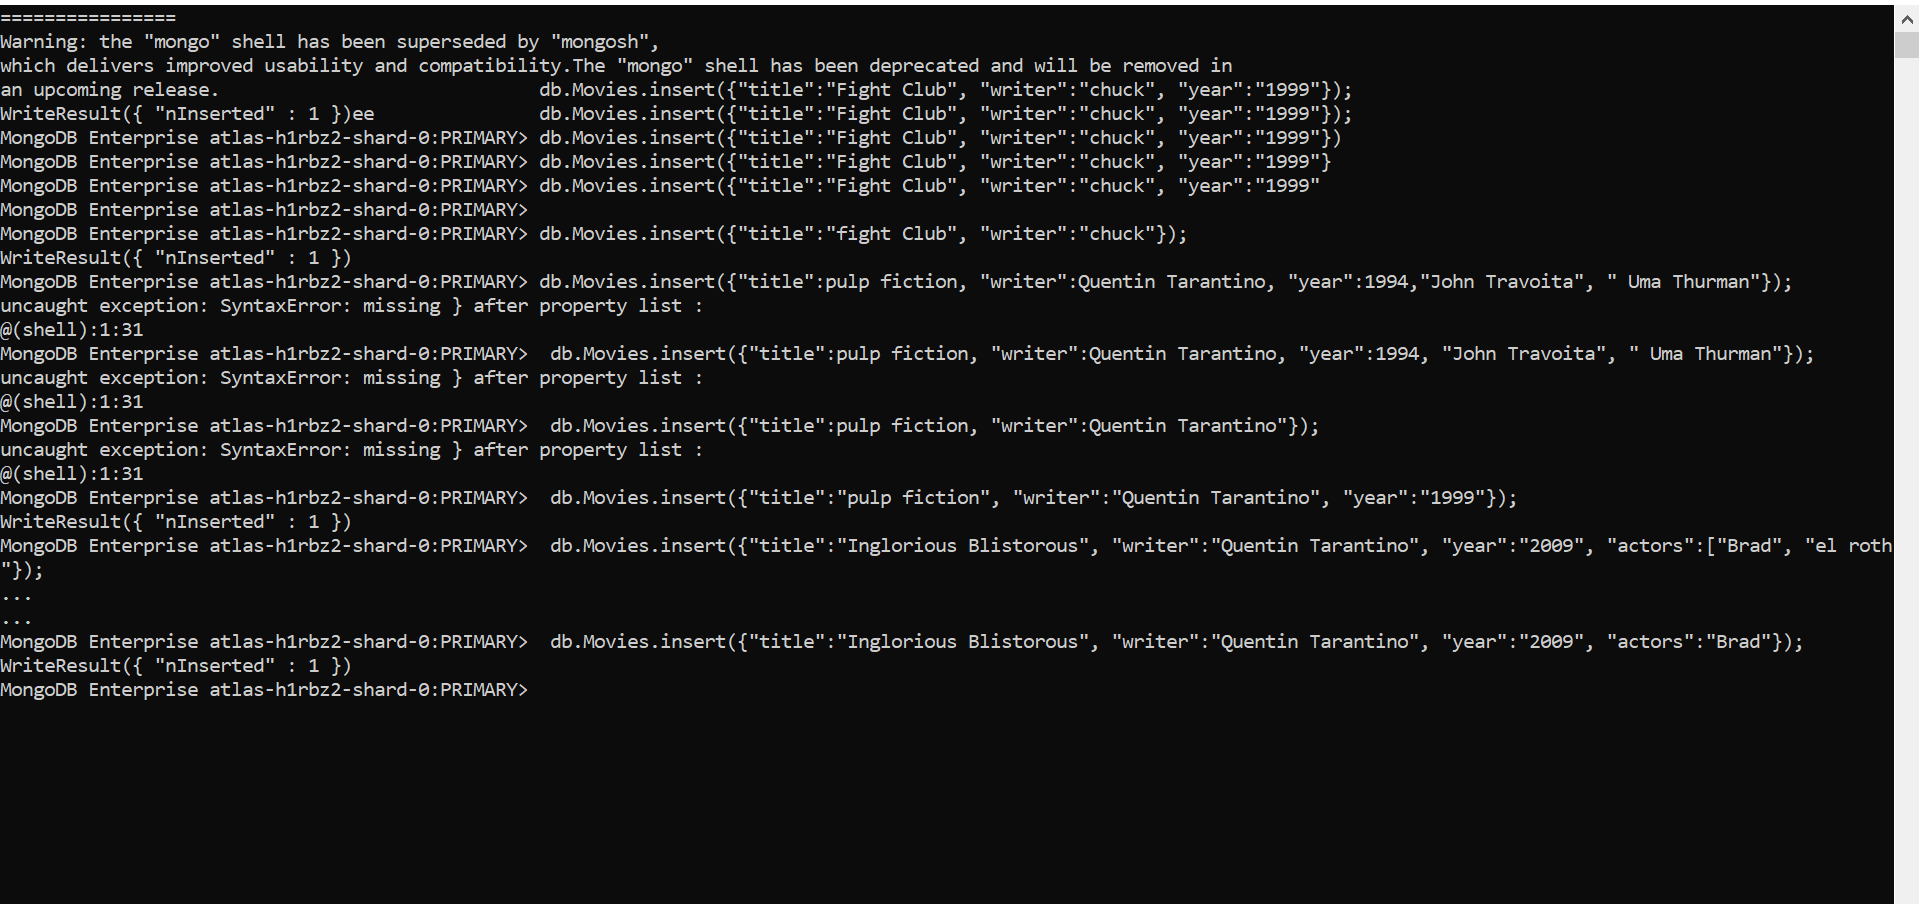 ================
Warning: the "mongo" shell has been superseded by "mongosh",
which delivers improved usability and compatibility.The "mongo" shell has been deprecated and will be removed in
an upcoming release.                             db.Movies.insert({"title":"Fight Club", "writer":"chuck", "year":"1999"});
WriteResult({ "nInserted" : 1 })ee               db.Movies.insert({"title":"Fight Club", "writer":"chuck", "year":"1999"});
MongoDB Enterprise atlas-h1rbz2-shard-0:PRIMARY> db.Movies.insert({"title":"Fight Club", "writer":"chuck", "year":"1999"})
MongoDB Enterprise atlas-h1rbz2-shard-0:PRIMARY> db.Movies.insert({"title":"Fight Club", "writer":"chuck", "year":"1999"}
MongoDB Enterprise atlas-h1rbz2-shard-0:PRIMARY> db.Movies.insert({"title":"Fight Club", "writer":"chuck", "year":"1999"
MongoDB Enterprise atlas-h1rbz2-shard-0:PRIMARY>
MongoDB Enterprise atlas-h1rbz2-shard-0:PRIMARY> db.Movies.insert({"title":"fight Club", "writer":"chuck"});
WriteResult({ "nInserted" : 1 })
MongoDB Enterprise atlas-h1rbz2-shard-0:PRIMARY> db.Movies.insert({"title":pulp fiction, "writer":Quentin Tarantino, "year":1994,"John Travoita", " Uma Thurman"});
uncaught exception: SyntaxError: missing } after property list :
@(shell):1:31
MongoDB Enterprise atlas-h1rbz2-shard-0:PRIMARY>  db.Movies.insert({"title":pulp fiction, "writer":Quentin Tarantino, "year":1994, "John Travoita", " Uma Thurman"});
uncaught exception: SyntaxError: missing } after property list :
@(shell):1:31
MongoDB Enterprise atlas-h1rbz2-shard-0:PRIMARY>  db.Movies.insert({"title":pulp fiction, "writer":Quentin Tarantino"});
uncaught exception: SyntaxError: missing } after property list :
@(shell):1:31
MongoDB Enterprise atlas-h1rbz2-shard-0:PRIMARY>  db.Movies.insert({"title":"pulp fiction", "writer":"Quentin Tarantino", "year":"1999"});
WriteResult({ "nInserted" : 1 })
MongoDB Enterprise atlas-h1rbz2-shard-0:PRIMARY>  db.Movies.insert({"title":"Inglorious Blistorous", "writer":"Quentin Tarantino", "year":"2009", "actors":["Brad", "el roth
"});
...
...
MongoDB Enterprise atlas-h1rbz2-shard-0:PRIMARY>  db.Movies.insert({"title":"Inglorious Blistorous", "writer":"Quentin Tarantino", "year":"2009", "actors":"Brad"});
WriteResult({ "nInserted" : 1 })
MongoDB Enterprise atlas-h1rbz2-shard-0:PRIMARY>